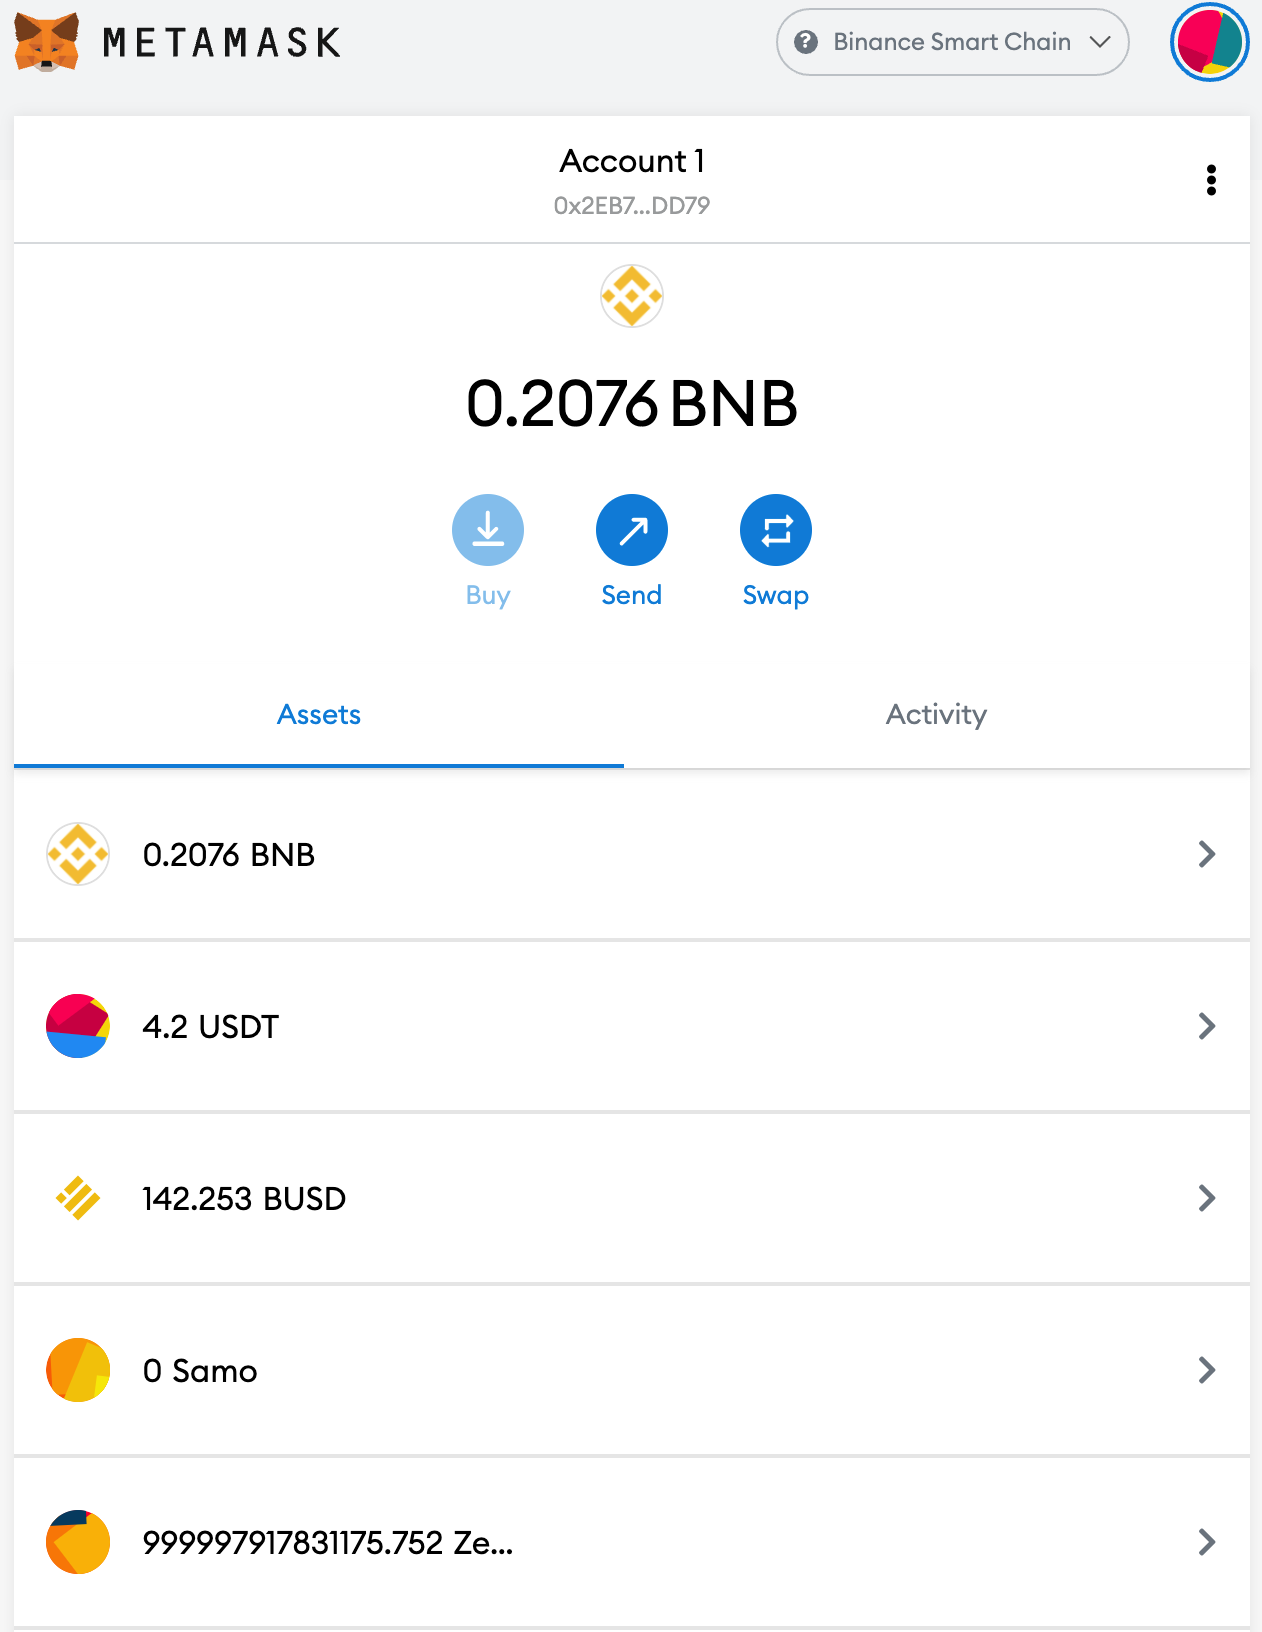 METAMASK
Binance Smart Chain
Account 1
0x2EB7...DD79
0.2076 BNB
Buy
Send
Swap
Assets
Activity
0.2076 BNB
4.2 USDT
142.253 BUSD
0 Samo
999997917831175.752 Ze...